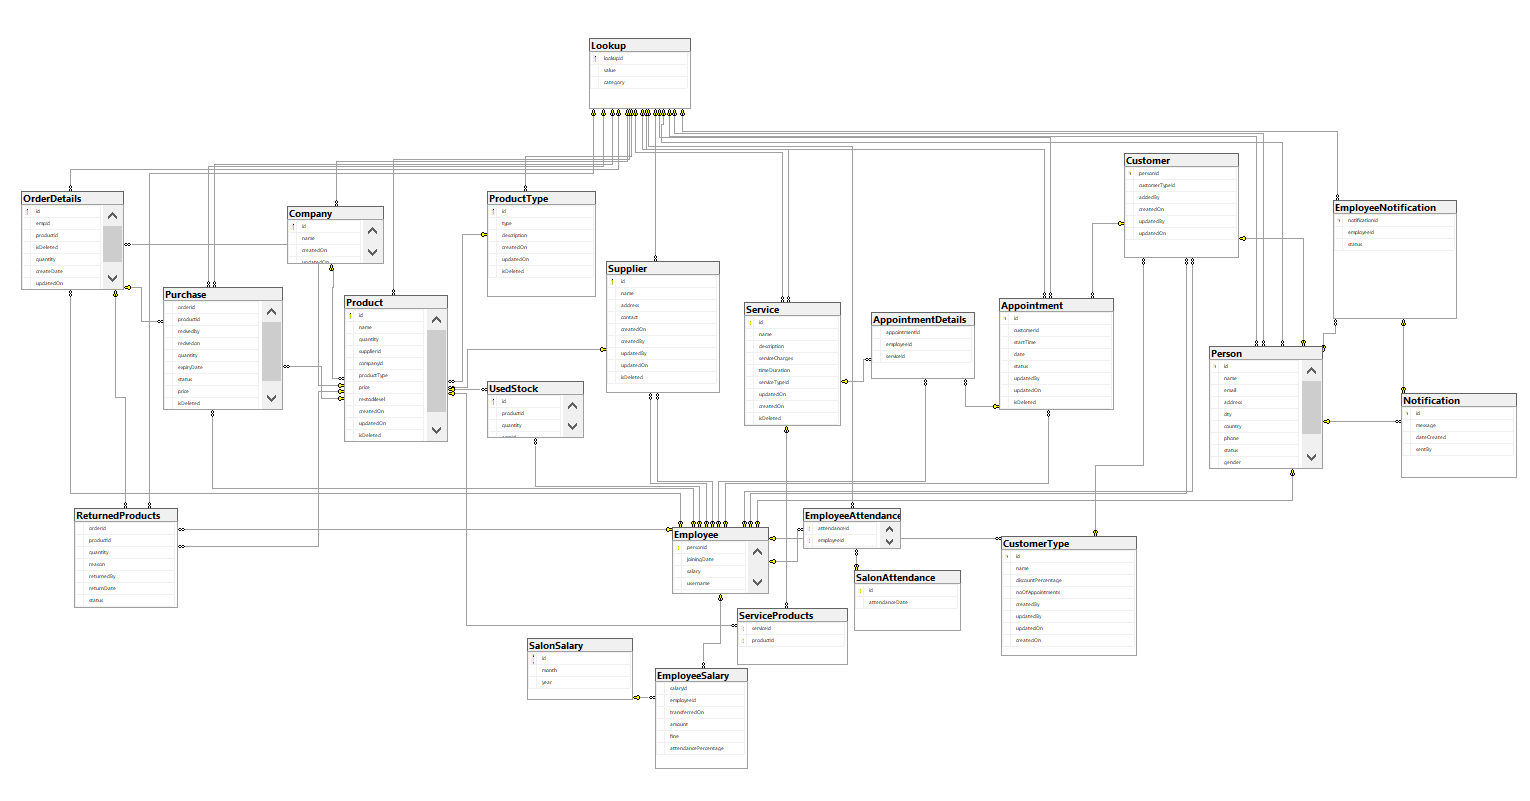 Lookup
lookupId
value
category
Customer
personId
customerTypeId
addedBy
createdOn
updatedBy
updatedOn
OrderDetails
id
empId
productId
isDeleted
quantity
createDate
updatedOn
Company
id
name
createdOn
updatedOn
ProductType
id
type
description
createdOn
updatedOn
isDeleted
EmployeeNotification
notificationId
employeeId
status
Supplier
id
name
address
contact
createdOn
createdBy
updatedBy
updatedOn
isDeleted
Purchase
orderId
productId
quantity
expiryDate
status
price
isDeleted
Product
id
name
quantity
supplierId
companyId
productType
price
createdOn
updatedOn
isDeleted
Service
id
name
description
serviceCharges
timeDuration
serviceTypeId
updatedOn
createdOn
isDeleted
AppointmentDetails
appointmentId
employeeId
serviceId
Appointment
id
customerId
startTime
date
status
updatedBy
updatedOn
isDeleted
Person
id
name
email
address
city
country
phone
status
gender
UsedStock
id
productId
quantity
Notification
id
message
dateCreated
sentBy
ReturnedProducts
orderId
productId
quantity
reason
returnedBy
returnDate
status
Employee
personId
joiningDate
salary
username
EmployeeAttendance
attendanceId
employeeId
CustomerType
id
name
discountPercentage
noOfAppointments
createdBy
updatedBy
updatedOn
createdOn
SalonAttendance
id
attendanceDate
ServiceProducts
serviceId
productId
SalonSalary
id
month
year
EmployeeSalary
salaryId
employeeId
transferredOn
amount
fine
attendancePercentage